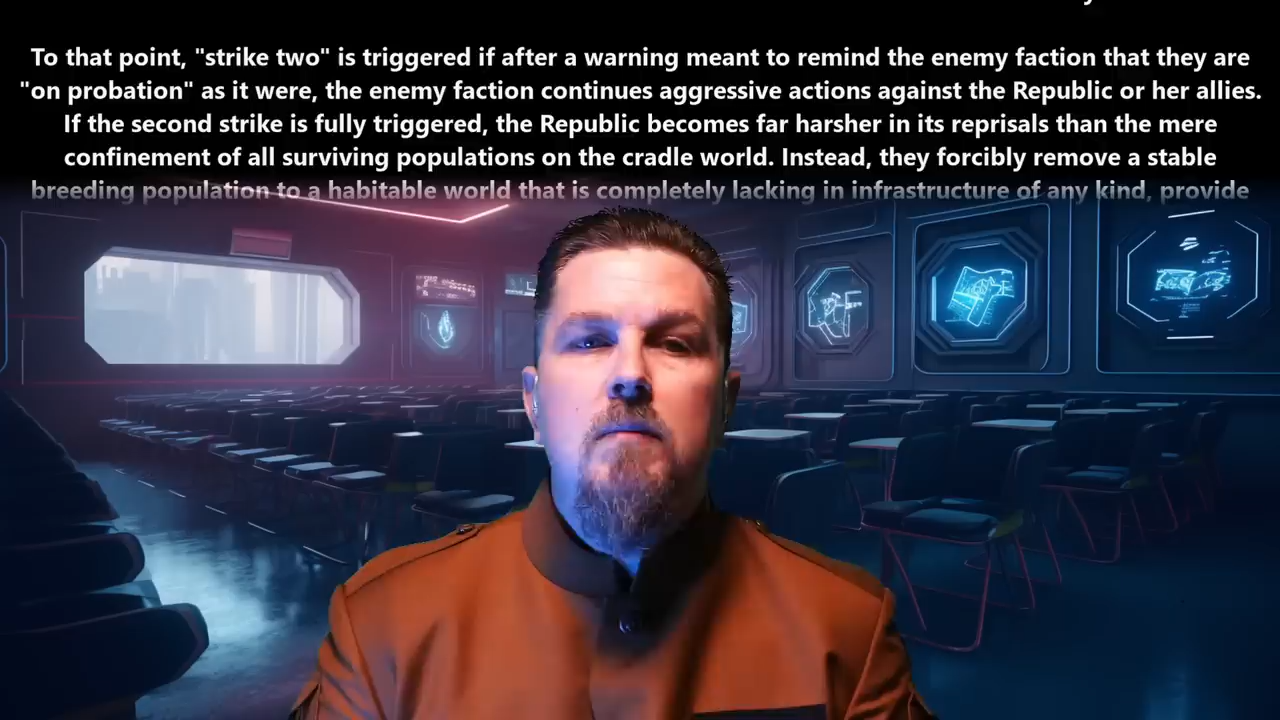 To that point, "strike two" is triggered if after a warning meant to remind the enemy faction that they are
"on probation" as it were, the enemy faction continues aggressive actions against the Republic or her allies.
If the second strike is fully triggered, the Republic becomes far harsher in its reprisals than the mere
confinement of all surviving populations on the cradle world. Instead, they forcibly remove a stable
breeding population to a habitable world that is completely lacking in infrastructure of any kind, provide